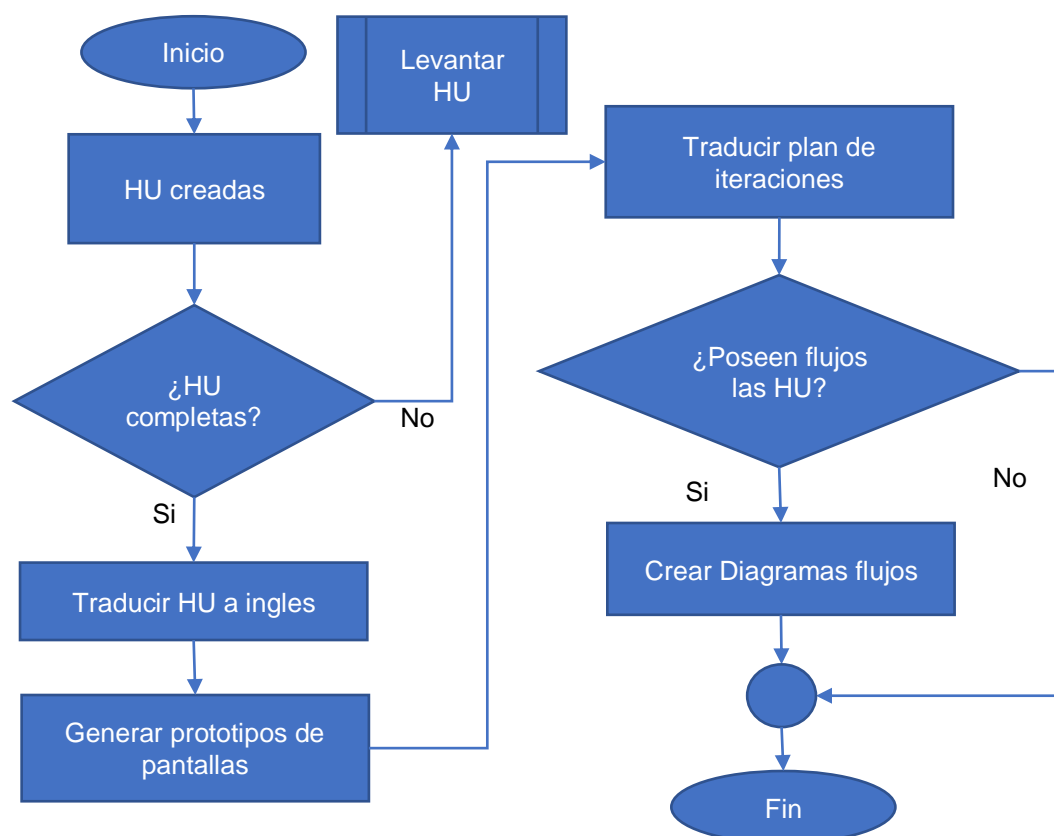 Inicio
HU creadas
¿HU
completas?
No
Si
Levantar
HU
Traducir HU a ingles
Generar prototipos de
pantallas
Traducir plan de
iteraciones
¿Poseen flujos
las HU?
No
Si
Crear Diagramas flujos
Fin